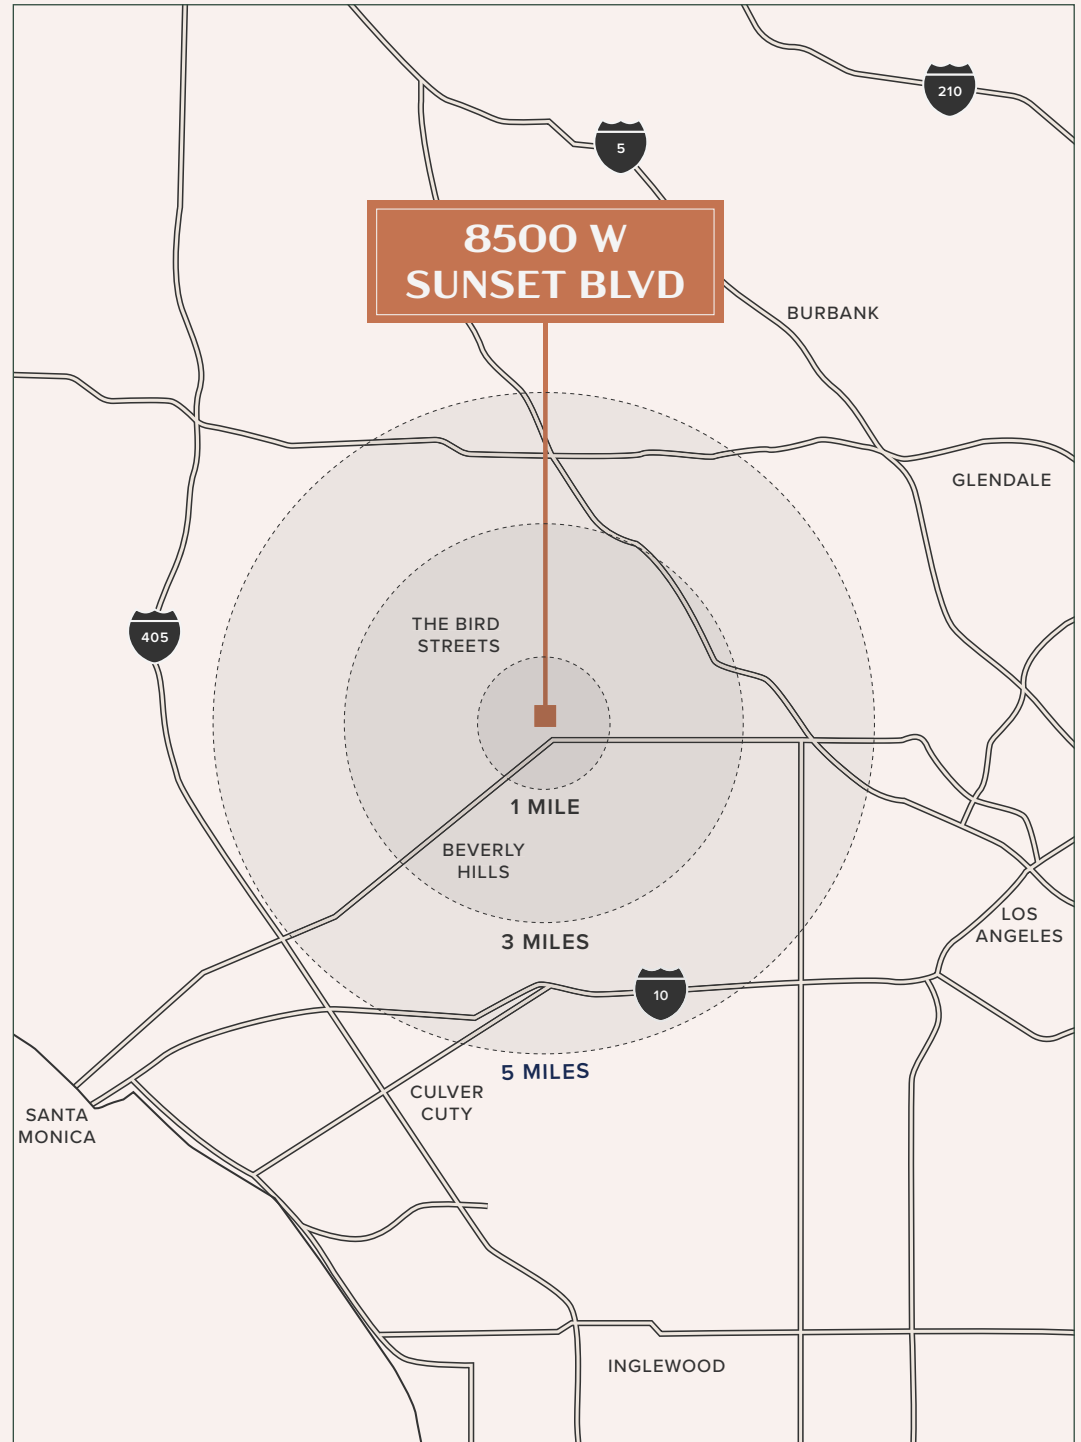 210
5
8500 W
SUNSET BLVD
BURBANK
GLENDALE
THE BIRD
STREETS
405
1 MILE
BEVERLY
HILLS
LOS
ANGELES
3 MILES
10
5 MILES
CULVER
CUTY
SANTA
MONICA
INGLEWOOD